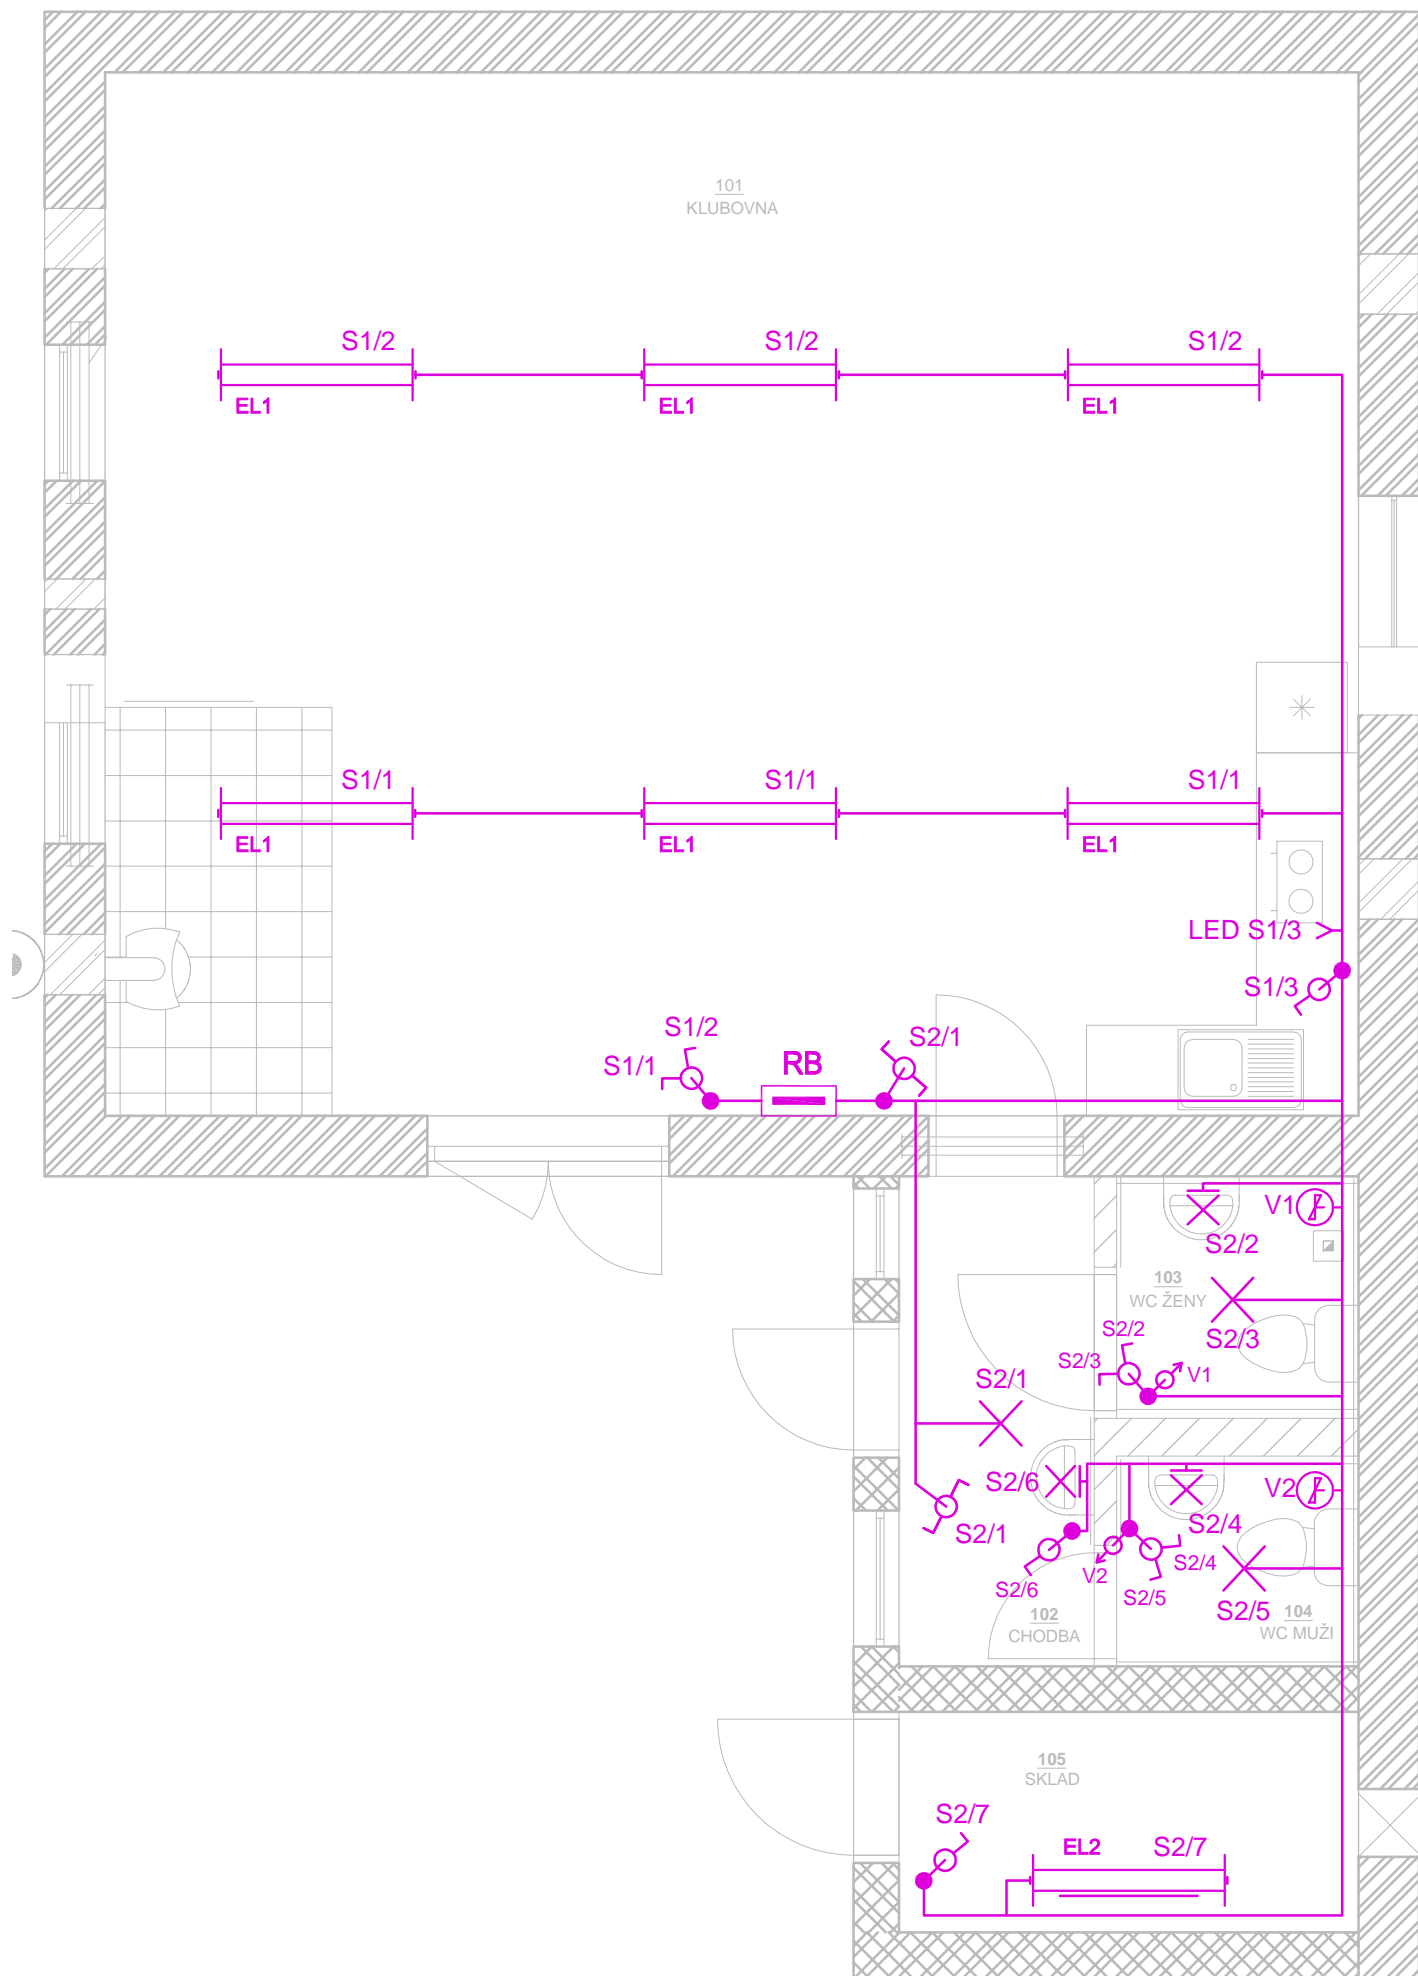 101
KLUBOVNA
S1/2
S1/2
S1/2
EL1
EL1
EL1
S1/1
S1/1
S1/1
EL1
EL1
EL1
LED S1/3
S1/3
S1/2
S2/1
S1/1
RB
V1
S2/2
103
WC ŽENY
S2/2
S2/3
S2/3
V1
S2/1
S2/6
V2
S2/4
S2/1
S2/4
V2
S2/6
S2/5
S2/5
102
CHODBA
104
WC MUŽI
105
SKLAD
S2/7
EL2
S2/7